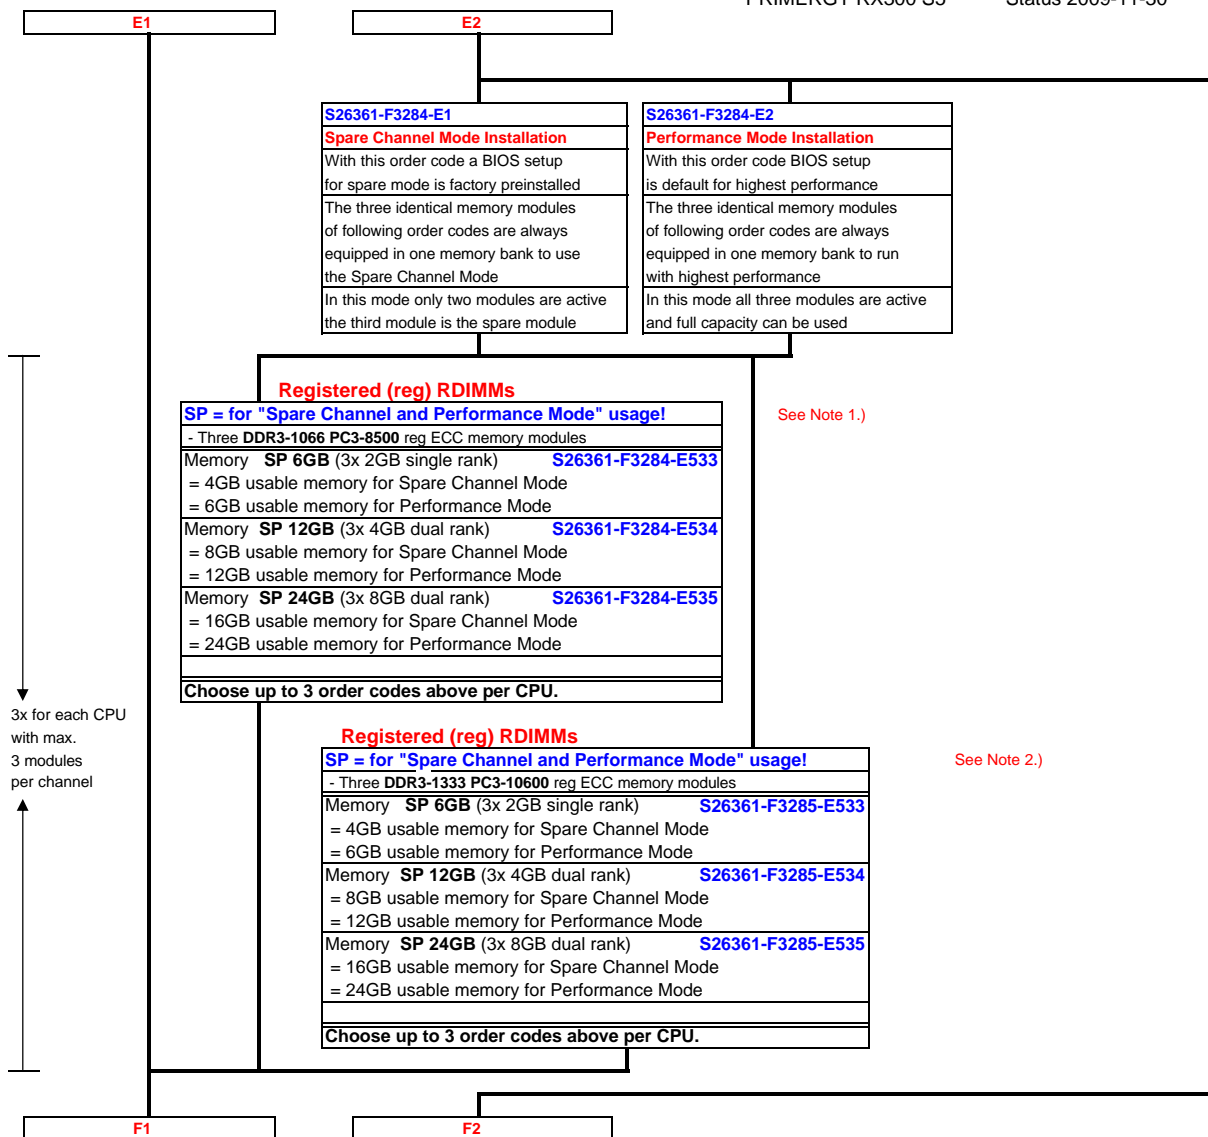 PRIMERGY RX300 S5 Status 2009-11-30
E1
E2
S26361-F3284-E1
Spare Channel Mode Installation
With this order code a BIOS setup
for spare mode is factory preinstalled
The three identical memory modules
of following order codes are always
equipped in one memory bank to use
the Spare Channel Mode
In this mode only two modules are active
the third module is the spare module
S26361-F3284-E2
Performance Mode Installation
With this order code BIOS setup
is default for highest performance
The three identical memory modules
of following order codes are always
equipped in one memory bank to run
with highest performance
In this mode all three modules are active
and full capacity can be used
Registered (reg) RDIMMs
SP = for "Spare Channel and Performance Mode" usage!
See Note 1.)
- Three DDR3-1066 PC3-8500 reg ECC memory modules
Memory SP 6GB (3x 2GB single rank) S26361-F3284-E533
= 4GB usable memory for Spare Channel Mode
= 6GB usable memory for Performance Mode
Memory SP 12GB (3x 4GB dual rank) S26361-F3284-E534
= 8GB usable memory for Spare Channel Mode
= 12GB usable memory for Performance Mode
Memory SP 24GB (3x 8GB dual rank) S26361-F3284-E535
= 16GB usable memory for Spare Channel Mode
= 24GB usable memory for Performance Mode
Choose up to 3 order codes above per CPU.
3x for each CPU
with max.
3 modules
per channel
Registered (reg) RDIMMs
SP = for "Spare Channel and Performance Mode" usage!
See Note 2.)
- Three DDR3-1333 PC3-10600 reg ECC memory modules
Memory SP 6GB (3x 2GB single rank) S26361-F3285-E533
= 4GB usable memory for Spare Channel Mode
= 6GB usable memory for Performance Mode
Memory SP 12GB (3x 4GB dual rank) S26361-F3285-E534
= 8GB usable memory for Spare Channel Mode
= 12GB usable memory for Performance Mode
Memory SP 24GB (3x 8GB dual rank) S26361-F3285-E535
= 16GB usable memory for Spare Channel Mode
= 24GB usable memory for Performance Mode
Choose up to 3 order codes above per CPU.
F1
F2